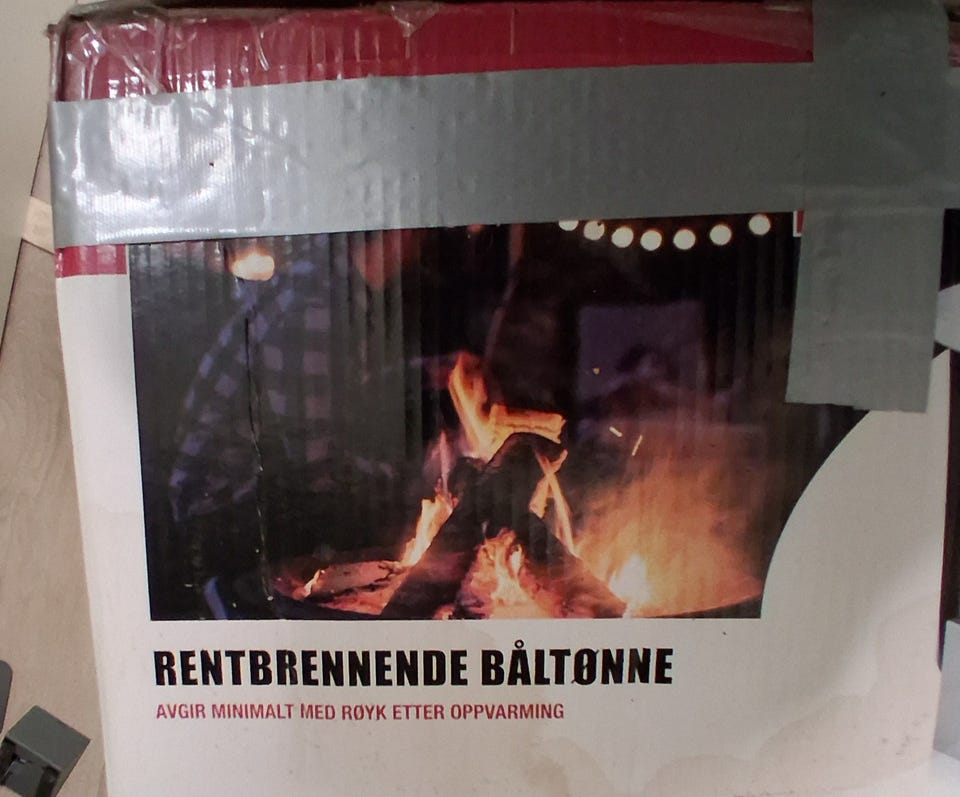 RENTBRENNENDE BÅLTØNNE
AVGIR MINIMALT MED RØYK ETTER OPPVARMING